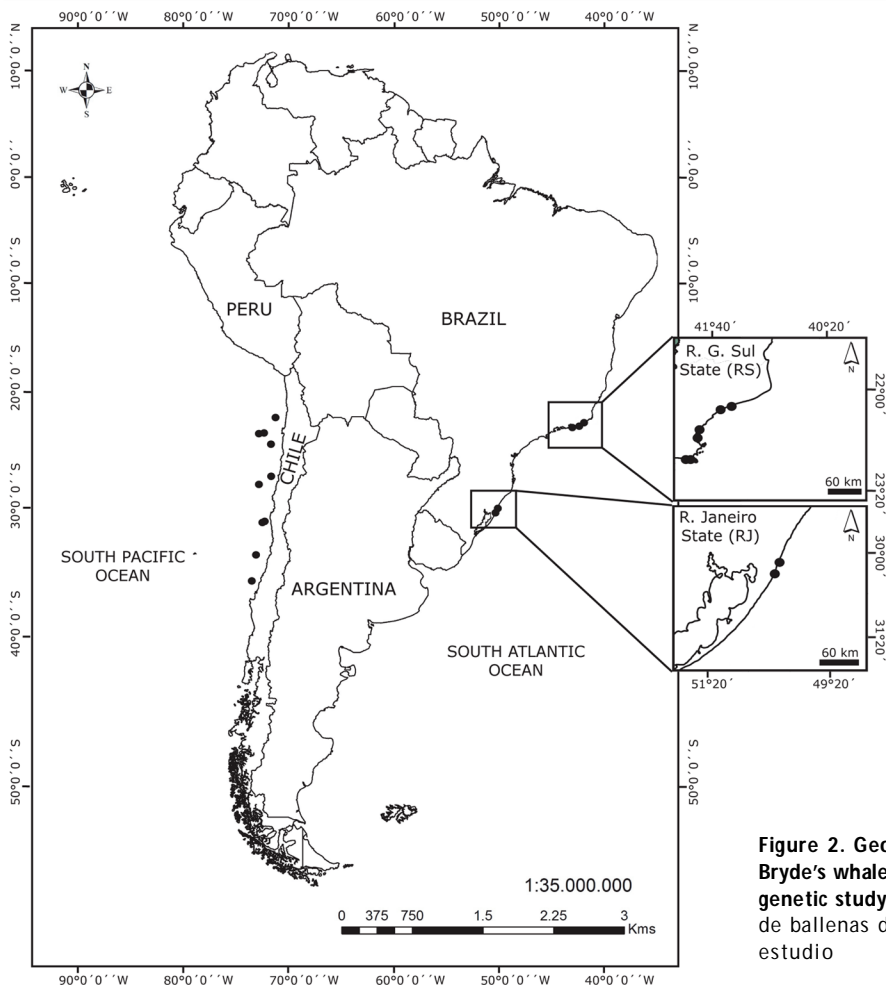 90°0´0´´W 80°0´0´´W 70°0´0´´W 60°0´0´´W 50°0´0´´W 40°0´0´´W
10°0´0´´N 10°0´0´´N
N
W E
S
0°0´0´´ 0°0´0´´
10°0´0´´S 10°0´0´´S
PERU
BRAZIL
20°0´0´´S 20°0´0´´S
CHILE
30°0´0´´S
SOUTH PACIFIC
OCEAN
ARGENTINA
SOUTH ATLANTIC
OCEAN
40°0´0´´S 40°0´0´´S
50°0´0´´S 50°0´0´´S
41°40´ 40°20´
R. G. Sul
State (RS)
N
22°00´
23°20´
60 km
R. Janeiro
State (RJ)
N
30°00´
31°20´
60 km
51°20´ 49°20´
1:35.000.000
0 375 750 1.5 2.25 3
Kms
90°0´0´´W 80°0´0´´W 70°0´0´´W 60°0´0´´W 50°0´0´´W 40°0´0´´W
Figure 2.
Bryde's whale
genetic study
de ballenas
estudio